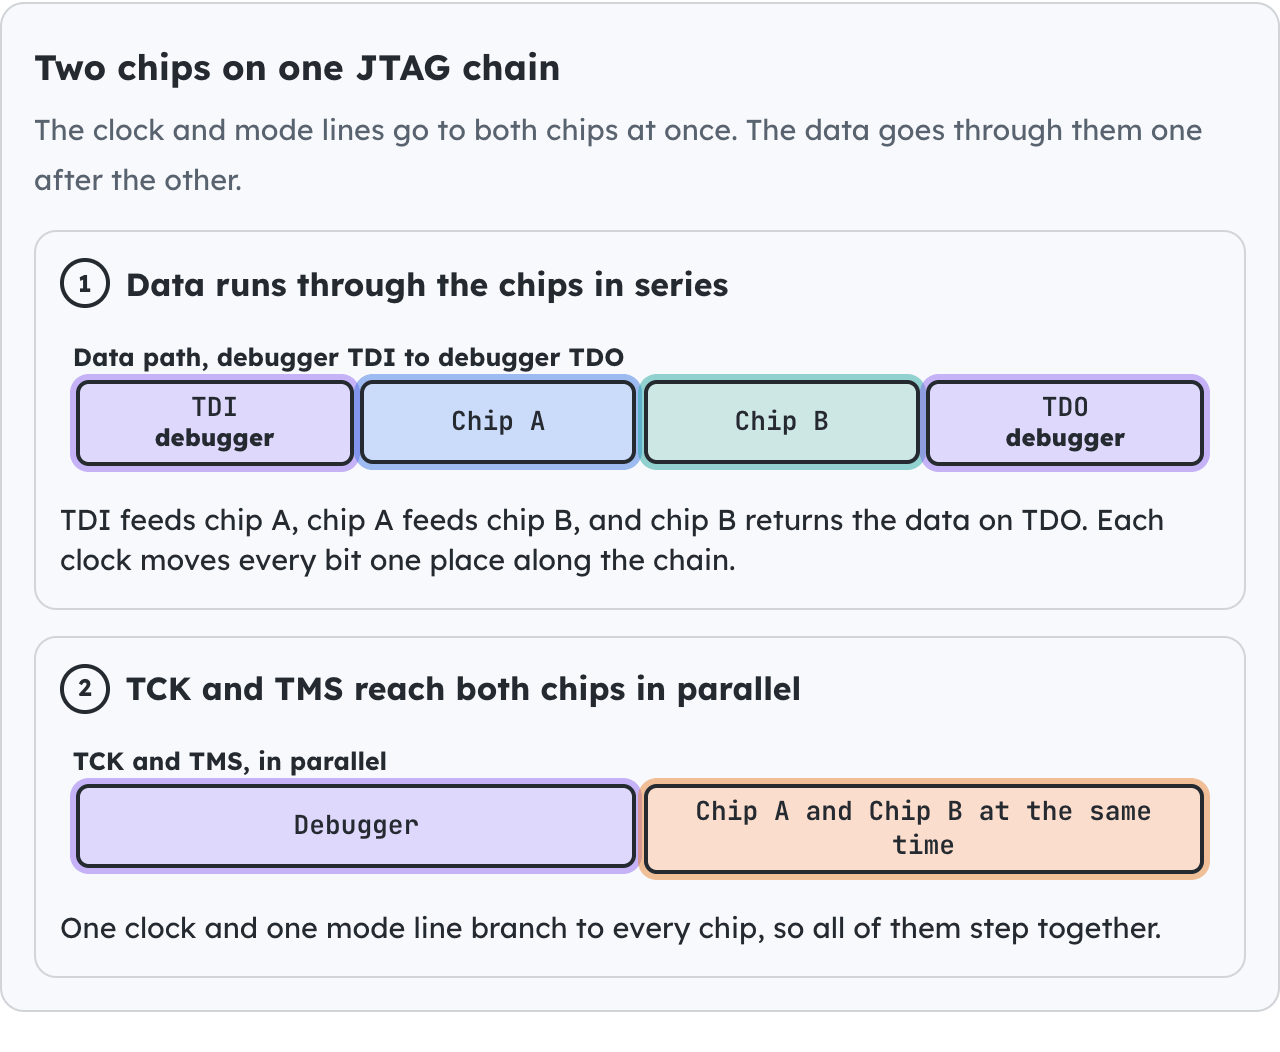 Two chips on one JTAG chain
The clock and mode lines go to both chips at once. The data goes through them one
after the other.
1 Data runs through the chips in series
Data path, debugger TDI to debugger TDO
TDI
debugger
Chip A
Chip B
TDO
debugger
TDI feeds chip A, chip A feeds chip B, and chip B returns the data on TDO. Each
clock moves every bit one place along the chain.
2 TCK and TMS reach both chips in parallel
TCK and TMS, in parallel
Debugger
Chip A and Chip B at the same
time
One clock and one mode line branch to every chip, so all of them step together.